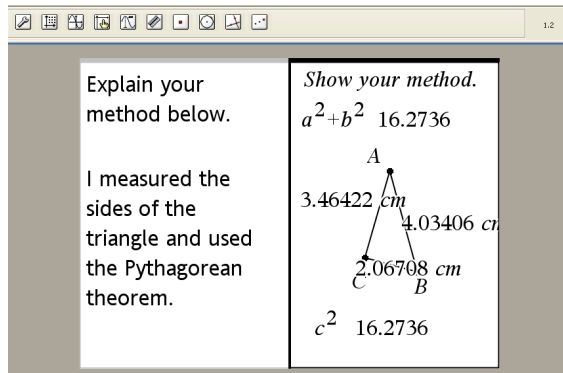 1.2
Explain your
method below.
I measured the
sides of the
triangle and used
the Pythagorean
theorem.
Show your method.
a²+b² 16.2736
A
3.46422 cm
4.03406 cm
2.06708 cm
C
B
c² 16.2736